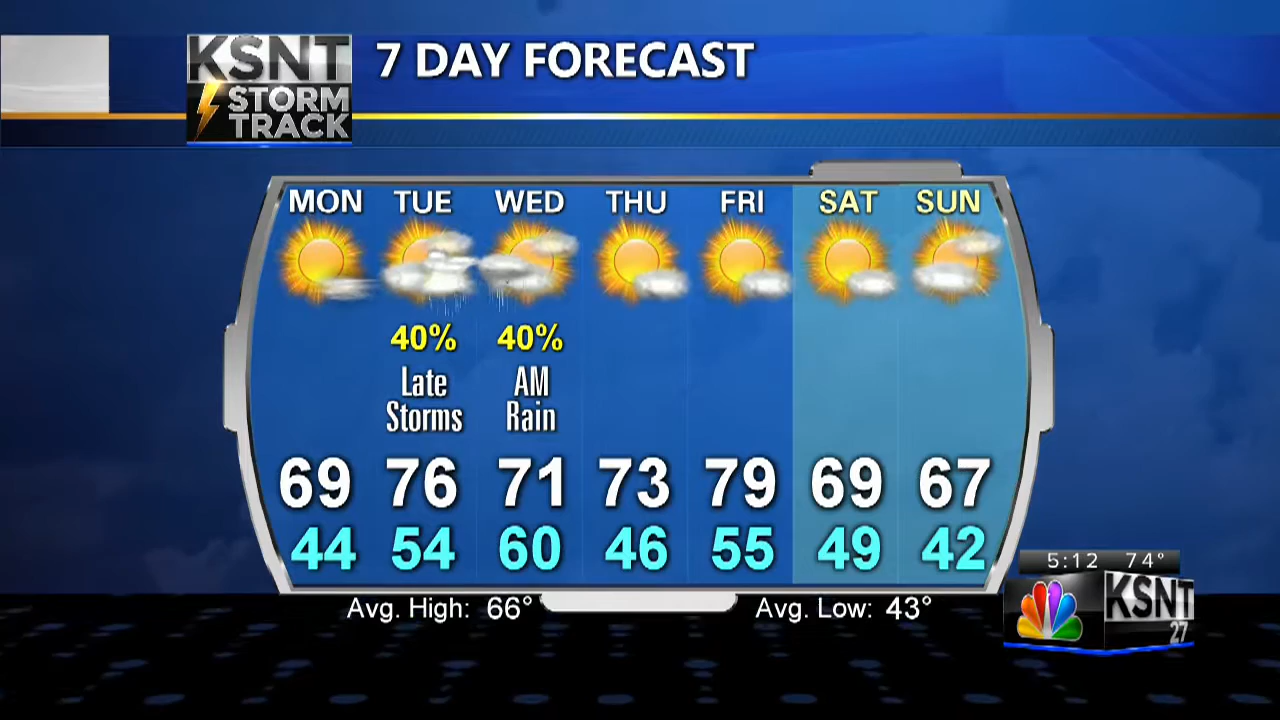 KSNT
STORM
TRACK
7 DAY FORECAST
MON TUE WED THU FRI SAT SUN
40% 40%
Late AM
Storms Rain
69 76 71 73 79 69 67
44 54 60 46 55 49 42
Avg. High: 66° Avg. Low: 43°
5:12 74°
KSNT
27